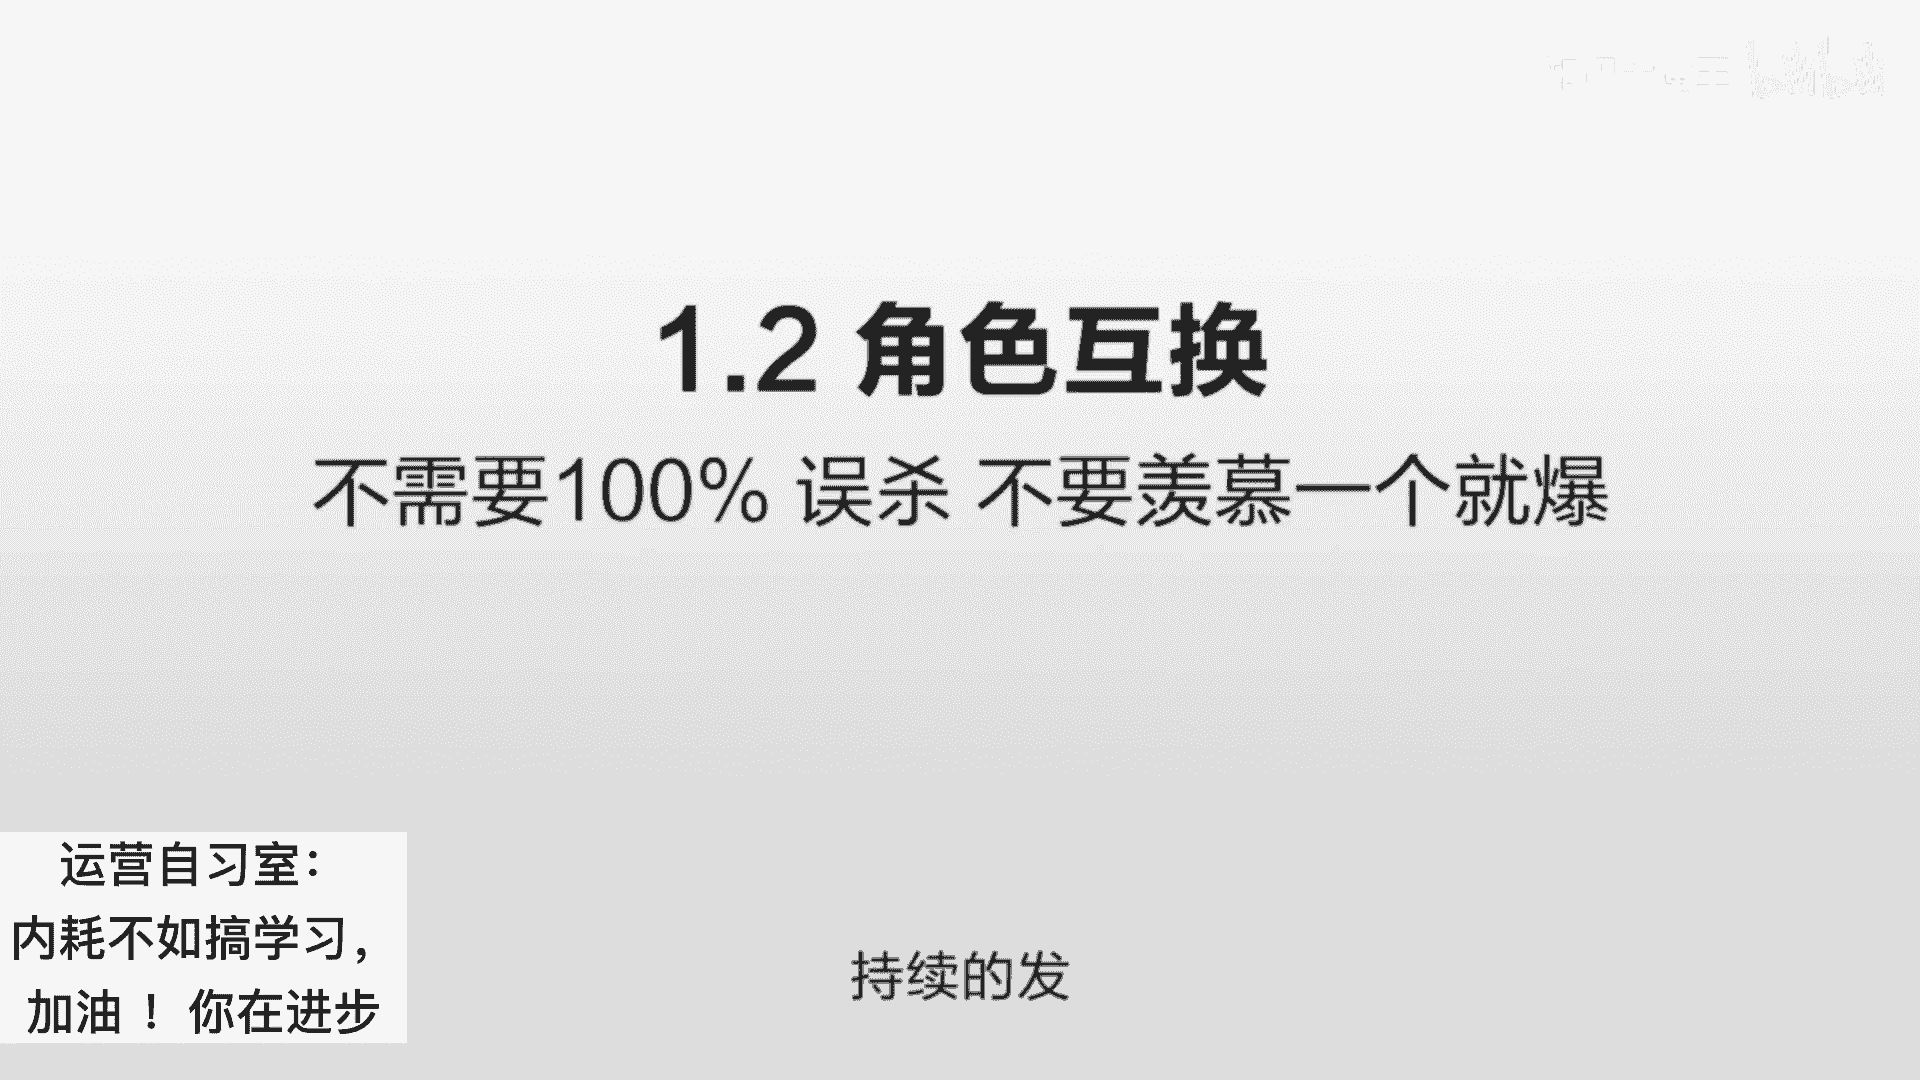 1.2 角色互换
不需要100% 误杀 不要羡慕一个就爆
运营自习室：
内耗不如搞学习，
加油！你在进步
持续的发